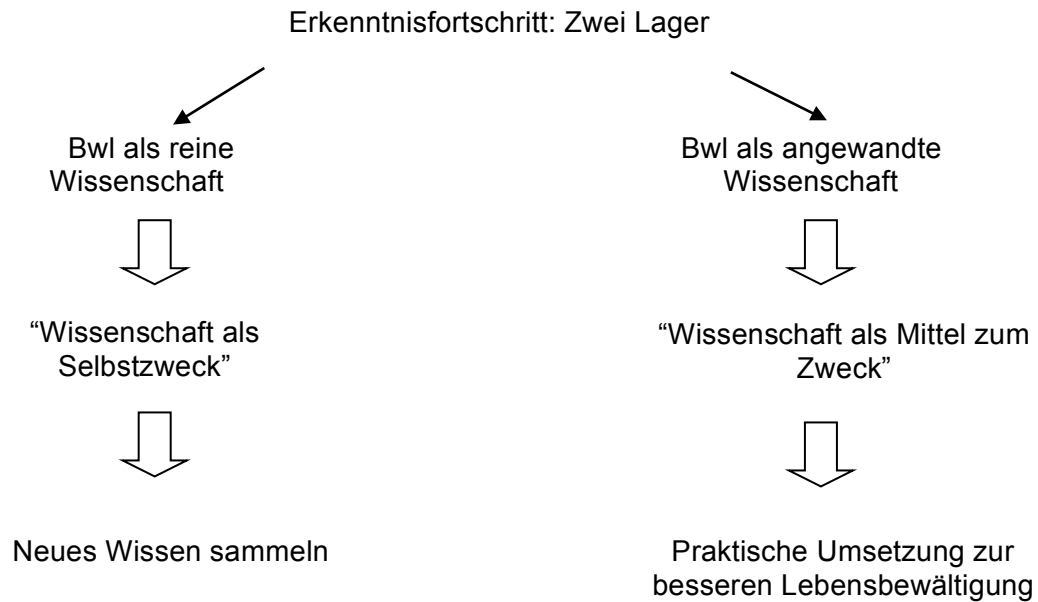 Erkenntnisfortschritt: Zwei Lager
Bwl als reine
Wissenschaft
“Wissenschaft als
Selbstzweck”
Neues Wissen sammeln
Bwl als angewandte
Wissenschaft
“Wissenschaft als Mittel zum
Zweck”
Praktische Umsetzung zur
besseren Lebensbewältigung